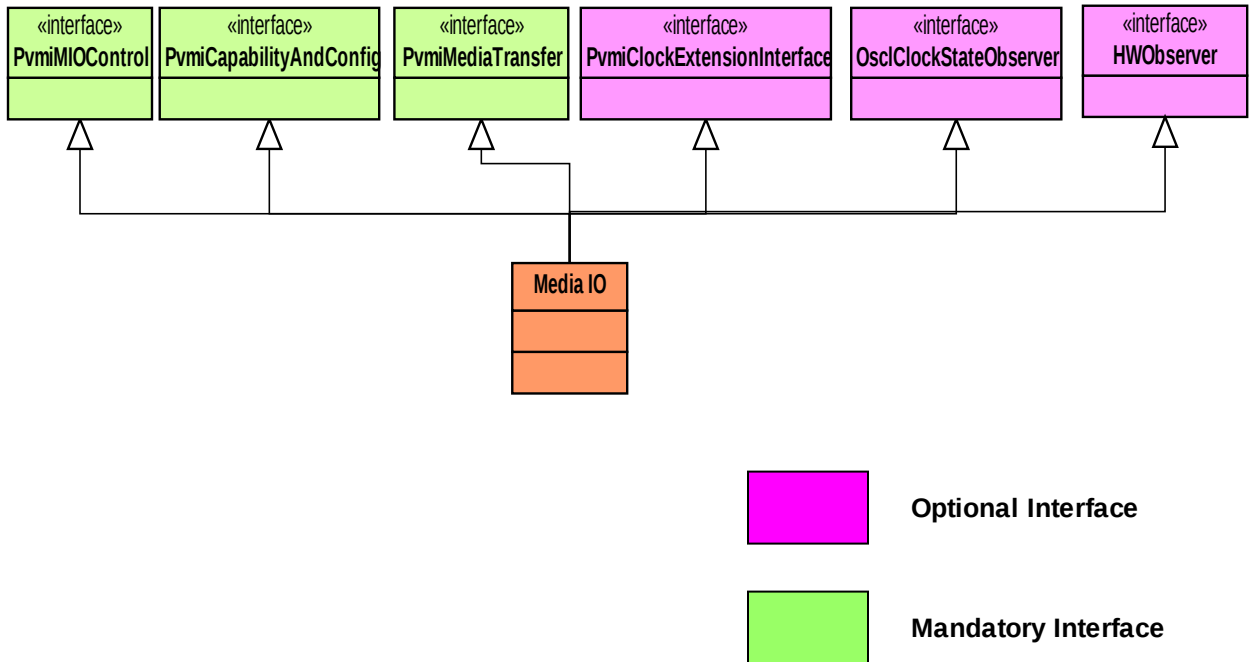 «interface»
PvmiMIOControl
«interface»
PvmiCapabilityAndConfig
«interface»
PvmiMediaTransfer
«interface»
PvmiClockExtensionInterface
«interface»
OsclClockStateObserver
«interface»
HWObserver
Media IO
Optional Interface
Mandatory Interface